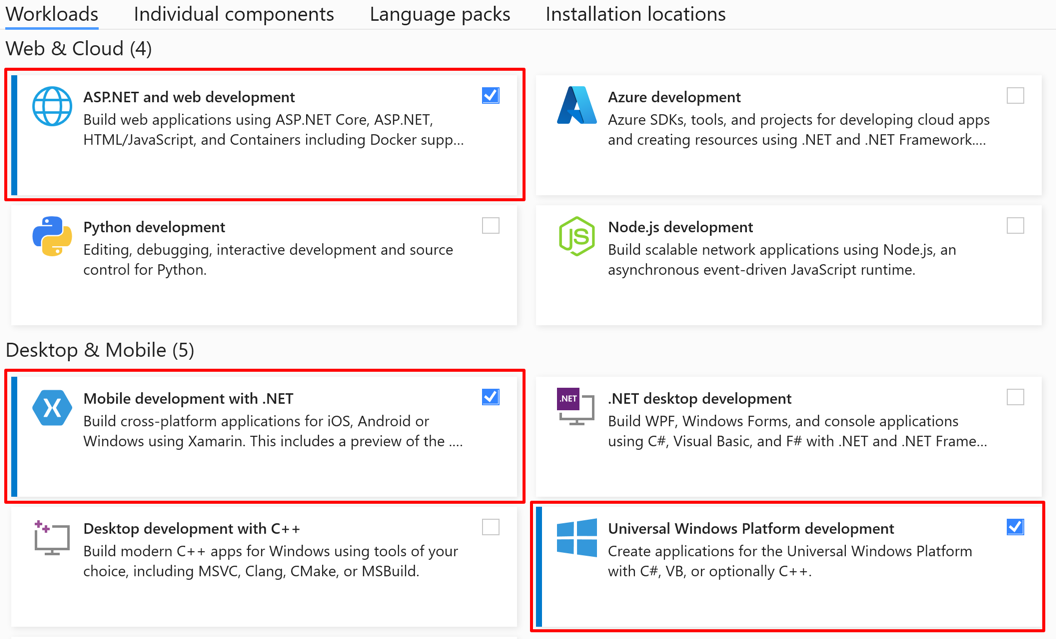 Workloads Individual components Language packs Installation locations
Web & Cloud (4)
ASP.NET and web development
Build web applications using ASP.NET Core, ASP.NET,
HTML/JavaScript, and Containers including Docker supp...
Azure development
Azure SDKs, tools, and projects for developing cloud apps
and creating resources using .NET and .NET Framework....
Python development
Editing, debugging, interactive development and source
control for Python.
JS
Node.js development
Build scalable network applications using Node.js, an
asynchronous event-driven JavaScript runtime.
Desktop & Mobile (5)
Mobile development with .NET
Build cross-platform applications for iOS, Android or
Windows using Xamarin. This includes a preview of the ....
.NET
.NET desktop development
Build WPF, Windows Forms, and console applications
using C#, Visual Basic, and F# with .NET and .NET Frame...
Desktop development with C++
Build modern C++ apps for Windows using tools of your
choice, including MSVC, Clang, CMake, or MSBuild.
Universal Windows Platform development
Create applications for the Universal Windows Platform
with C#, VB, or optionally C++.